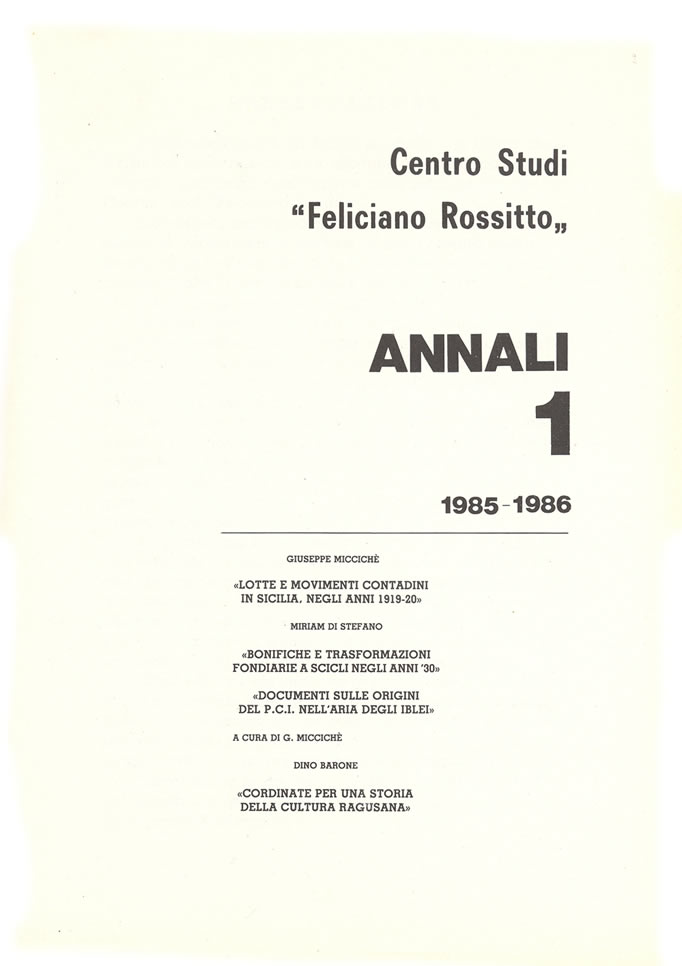 Centro Studi
“Feliciano Rossitto„
ANNALI
1
1985-1986
GIUSEPPE MICCICHÈ
«LOTTE E MOVIMENTI CONTADINI
IN SICILIA, NEGLI ANNI 1919-20»
MIRIAM DI STEFANO
«BONIFICHE E TRASFORMAZIONI
FONDIARIE A SCICLI NEGLI ANNI '30»
«DOCUMENTI SULLE ORIGINI
DEL P.C.I. NELL'ARIA DEGLI IBLEI»
A CURA DI G. MICCICHÈ
DINO BARONE
«CORDINATE PER UNA STORIA
DELLA CULTURA RAGUSANA»